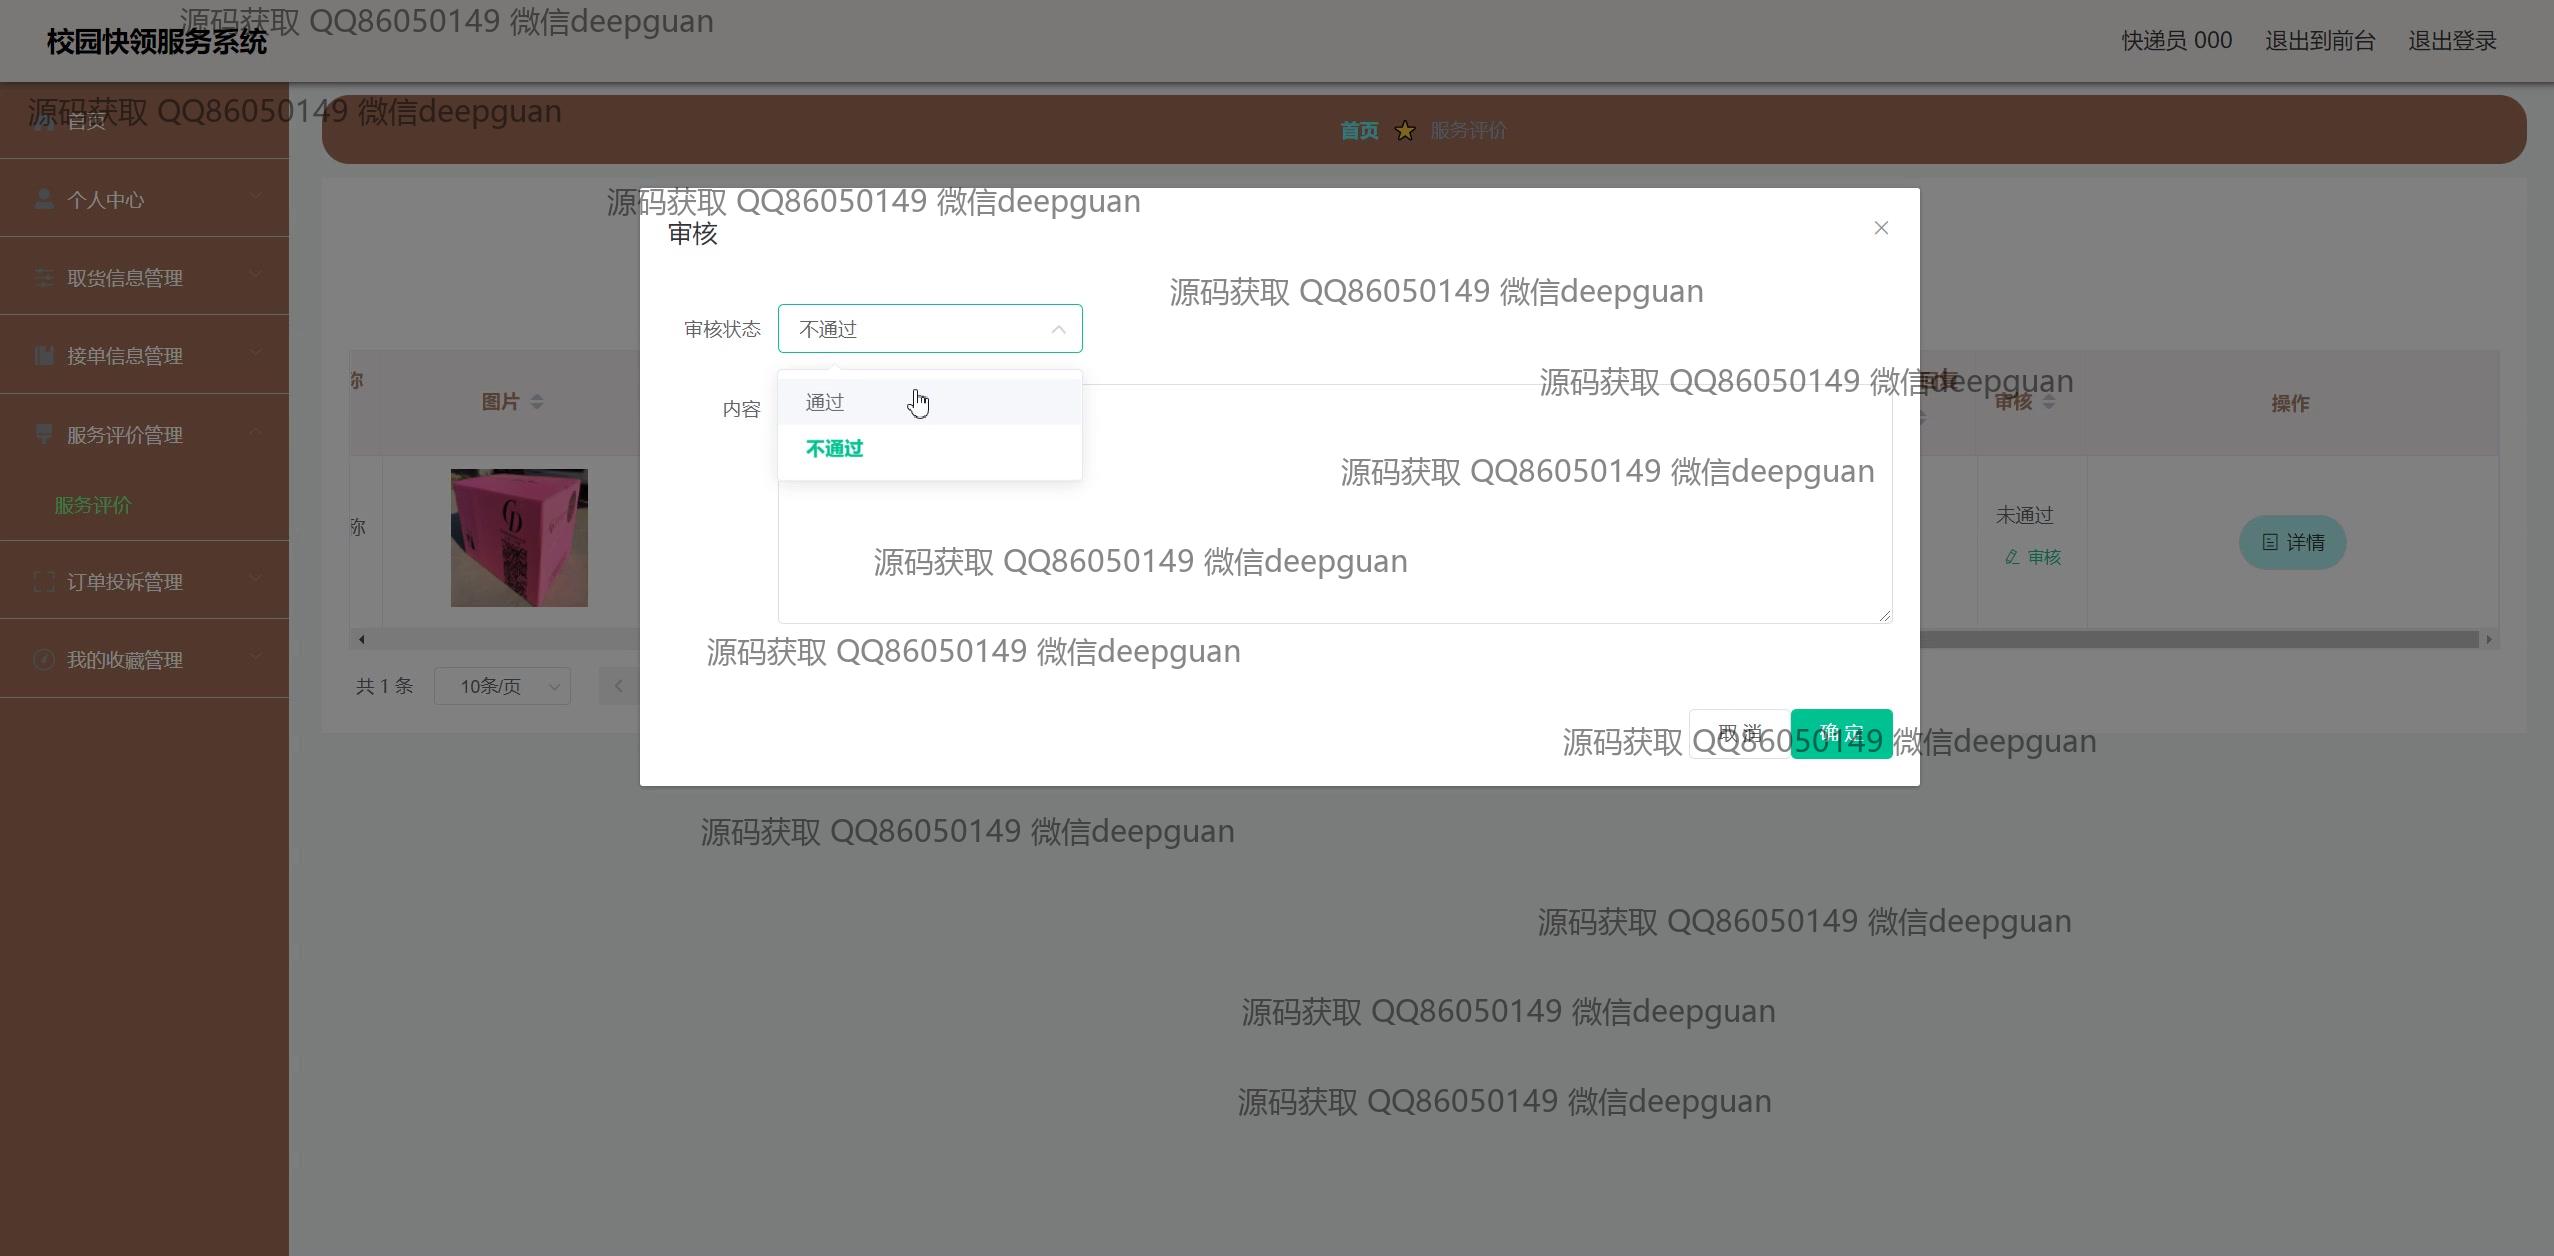 源码获取 QQ86050149 微信deepguan
校园快领服务系统
快递员 000
退出到前台
退出登录
源码获取 QQ86050149 微信deepguan
首页
首页
服务评价
个人中心
源码获取 QQ86050149 微信deepguan
审核
取货信息管理
源码获取 QQ86050149 微信deepguan
审核状态
不通过
接单信息管理
源码获取 QQ86050149 微信deepguan
称
图片
通过
内容
审核
操作
服务评价管理
不通过
源码获取 QQ86050149 微信deepguan
服务评价
称
未通过
详情
审核
源码获取 QQ86050149 微信deepguan
订单投诉管理
源码获取 QQ86050149 微信deepguan
我的收藏管理
共 1 条
10条/页
取 消
确 定
源码获取 QQ86050149 微信deepguan
源码获取 QQ86050149 微信deepguan
源码获取 QQ86050149 微信deepguan
源码获取 QQ86050149 微信deepguan
源码获取 QQ86050149 微信deepguan